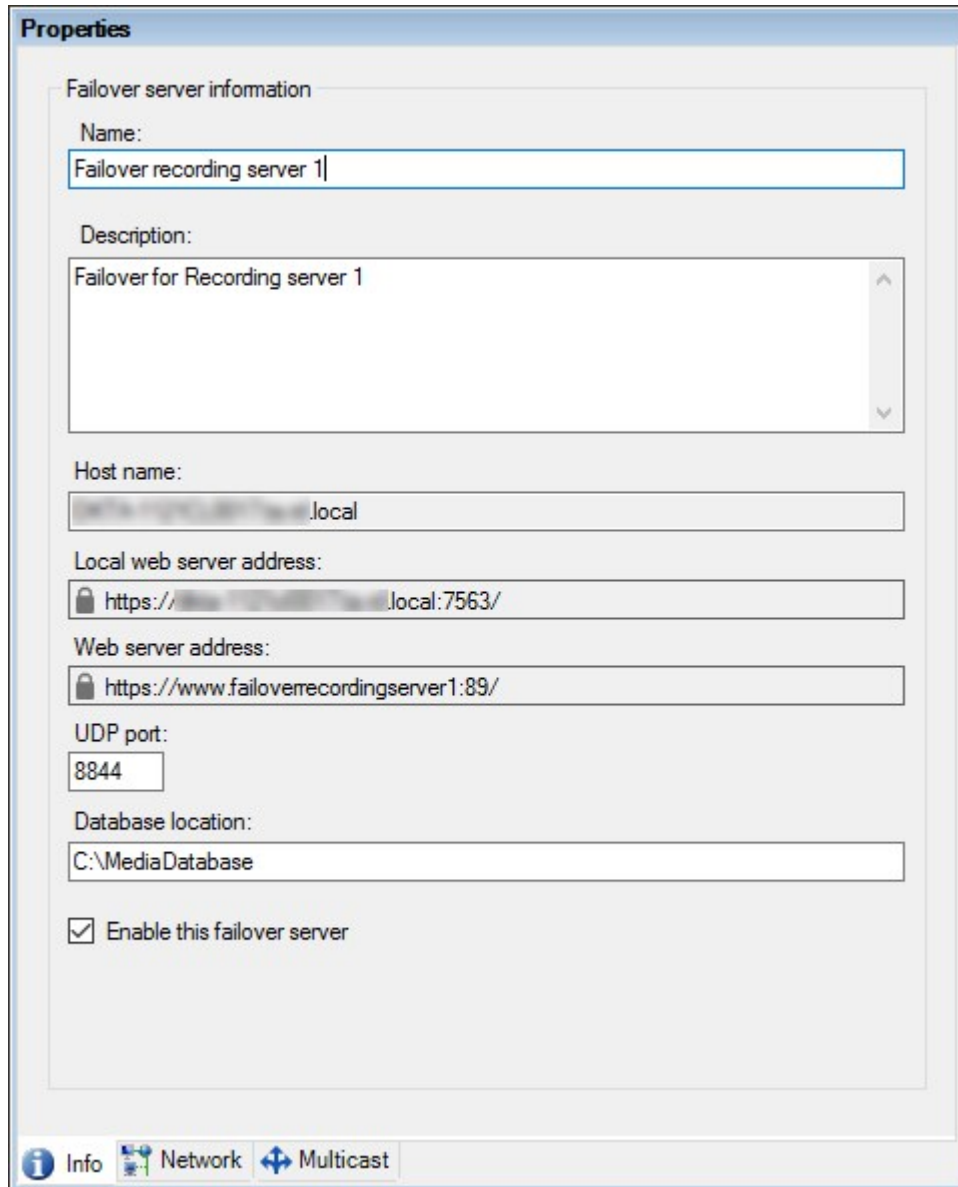 Properties
Failover server information
Name:
Failover recording server 1
Description:
Failover for Recording server 1
Host name:
.local
Local web server address:
https:// .local:7563/
Web server address:
https://www.failoverrecordingserver1:89/
UDP port:
8844
Database location:
C:\MediaDatabase
Enable this failover server
Info Network Multicast